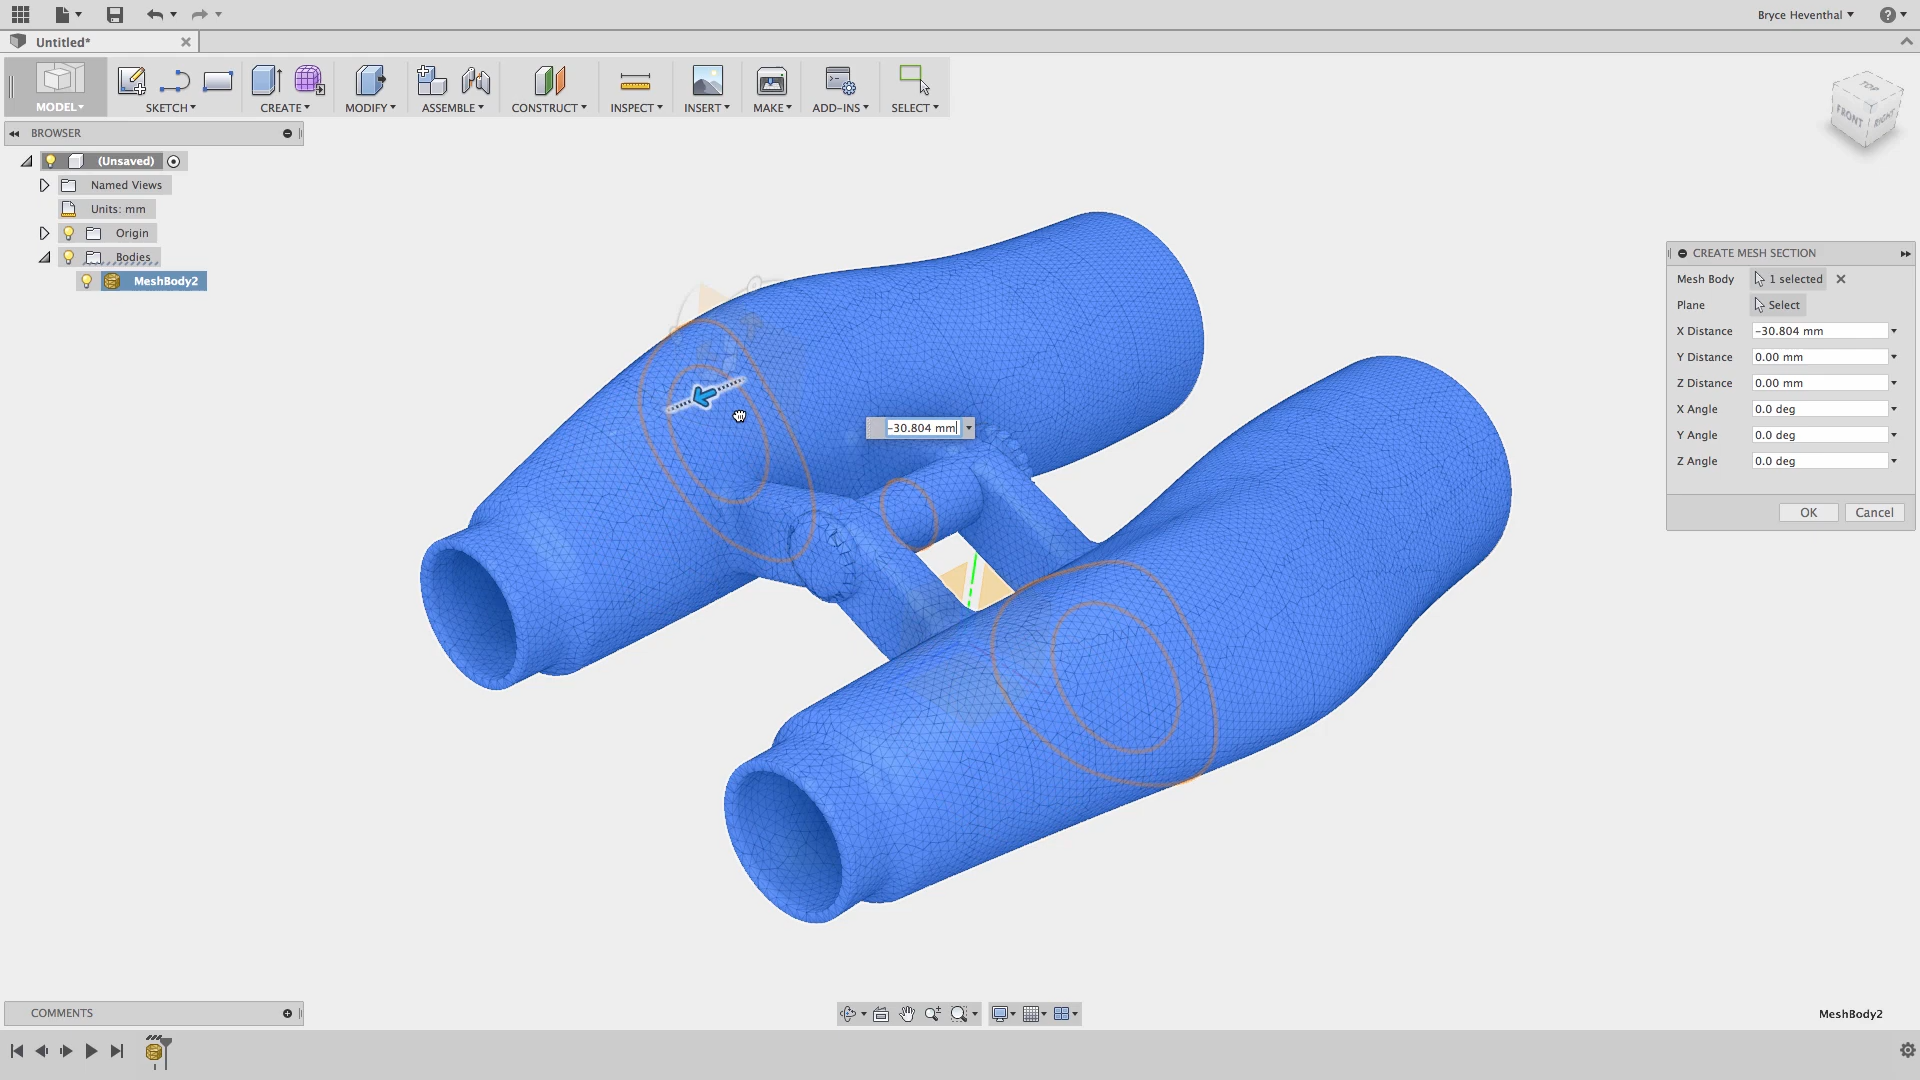 Bryce Heventhal
Untitled*
MODEL
SKETCH
CREATE
MODIFY
ASSEMBLE
CONSTRUCT
INSPECT
INSERT
MAKE
ADD-INS
SELECT
TOP
FRONT
RIGHT
BROWSER
(Unsaved)
Named Views
Units: mm
Origin
Bodies
MeshBody2
CREATE MESH SECTION
Mesh Body 1 selected
Plane Select
X Distance -30.804 mm
Y Distance 0.00 mm
Z Distance 0.00 mm
X Angle 0.0 deg
Y Angle 0.0 deg
Z Angle 0.0 deg
OK Cancel
-30.804 mm
COMMENTS
MeshBody2